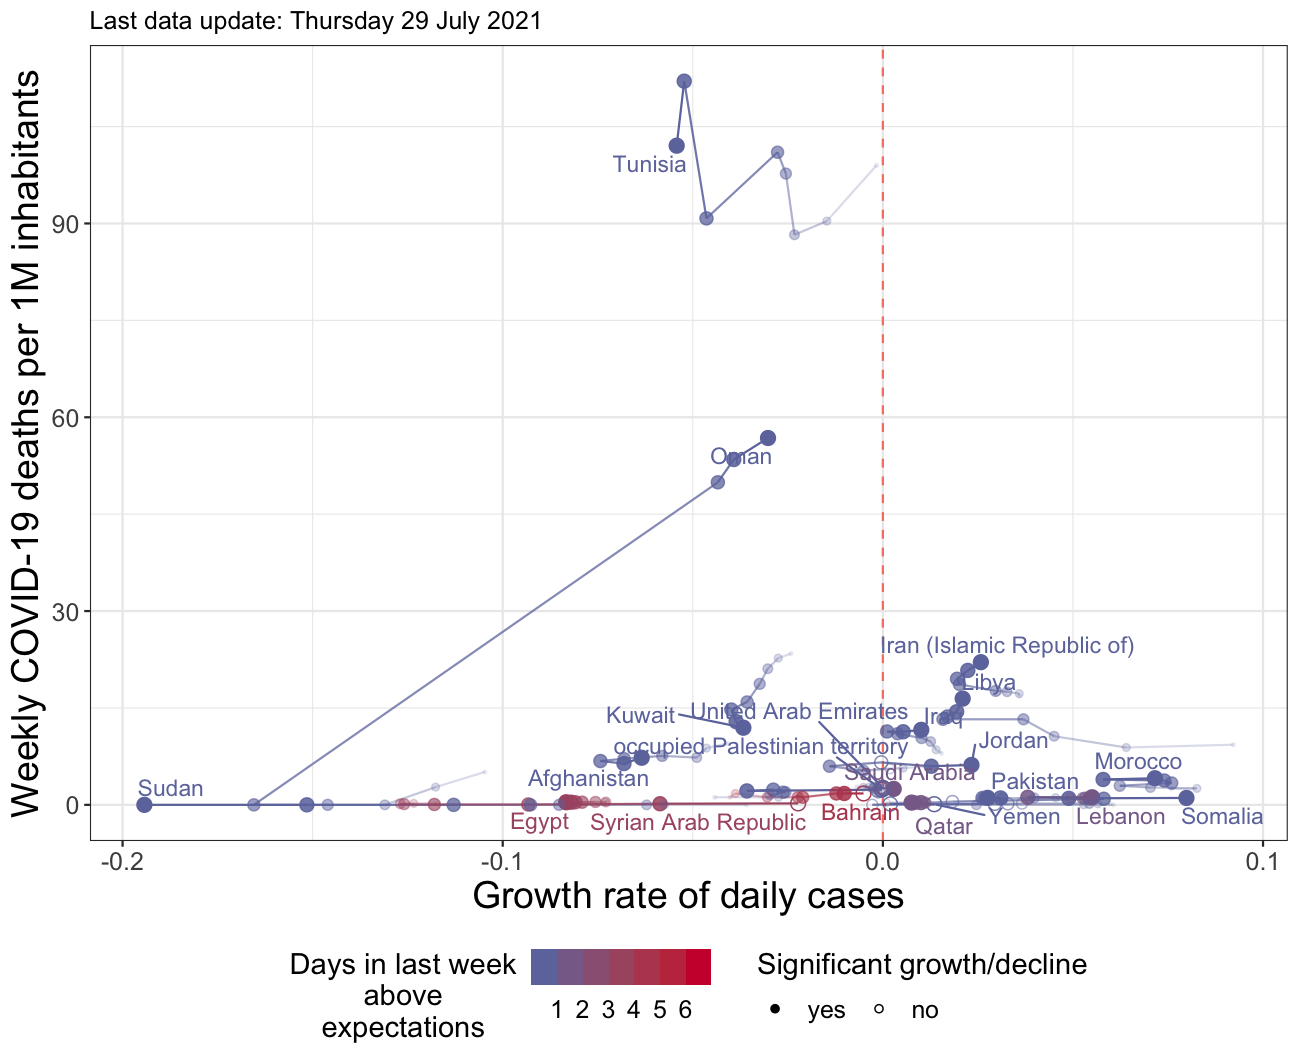 Last data update: Thursday 29 July 2021
Weekly COVID-19 deaths per 1M inhabitants
90
60
30
0
Tunisia
Oman
Iran (Islamic Republic of)
Libya
Kuwait
United Arab Emirates
Iraq
occupied Palestinian territory
Jordan
Morocco
Saudi Arabia
Afghanistan
Pakistan
Sudan
Egypt
Syrian Arab Republic
Bahrain
Qatar
Yemen
Lebanon
Somalia
-0.2
-0.1
0.0
0.1
Growth rate of daily cases
Days in last week
above
expectations
1 2 3 4 5 6
Significant growth/decline
yes
no